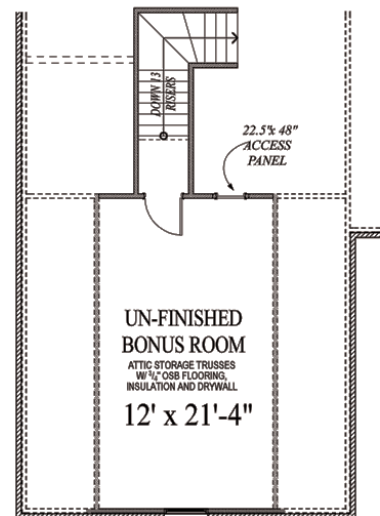 DOWN 13
RISERS
22.5"x 48"
ACCESS
PANEL
UN-FINISHED
BONUS ROOM
ATTIC STORAGE TRUSSES
W/ 3/4" OSB FLOORING,
INSULATION AND DRYWALL
12' x 21'-4"